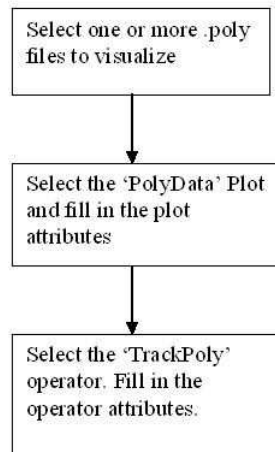 Select one or more .poly
files to visualize
Select the ‘PolyData’ Plot
and fill in the plot
attributes
Select the ‘TrackPoly’
operator. Fill in the
operator attributes.